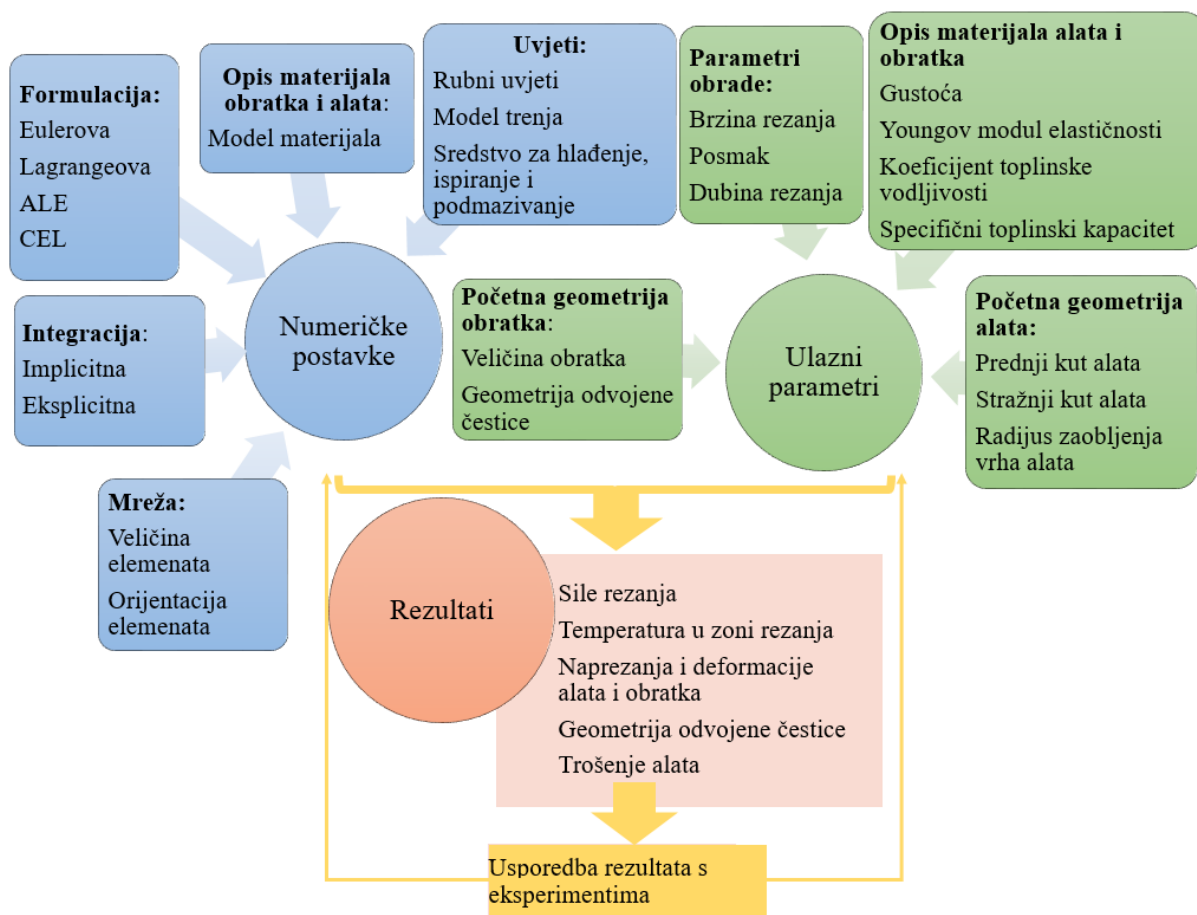 Formulacija:
Eulerova
Lagrangeova
ALE
CEL
Opis materijala
obratka i alata:
Model materijala
Uvjeti:
Rubni uvjeti
Model trenja
Sredstvo za hlađenje,
ispiranje i
podmazivanje
Parametri
obrade:
Brzina rezanja
Posmak
Dubina rezanja
Opis materijala alata i
obratka
Gustoća
Youngov modul elastičnosti
Koeficijent toplinske
vodljivosti
Specifični toplinski kapacitet
Integracija:
Implicitna
Eksplicitna
Numeričke
postavke
Početna geometrija
obratka:
Veličina obratka
Geometrija odvojene
čestice
Ulazni
parametri
Početna geometrija
alata:
Prednji kut alata
Stražnji kut alata
Radijus zaobljenja
vrha alata
Mreža:
Veličina
elemenata
Orijentacija
elemenata
Rezultati
Sile rezanja
Temperatura u zoni rezanja
Naprezanja i deformacije
alata i obratka
Geometrija odvojene čestice
Trošenje alata
Usporedba rezultata s
eksperimentima